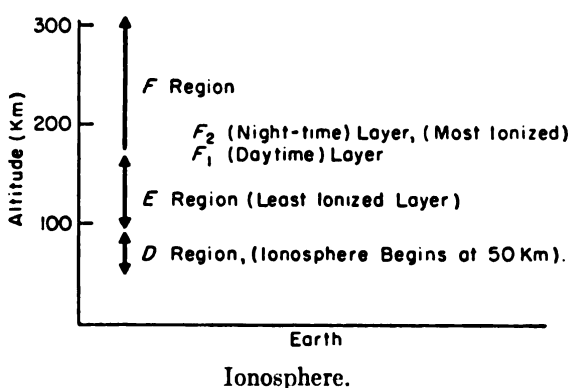 300
F Region
200
F₂ (Night-time) Layer, (Most Ionized)
F₁ (Daytime) Layer
E Region (Least Ionized Layer)
100
D Region, (Ionosphere Begins at 50 Km).
Altitude (Km)
Earth
Ionosphere.